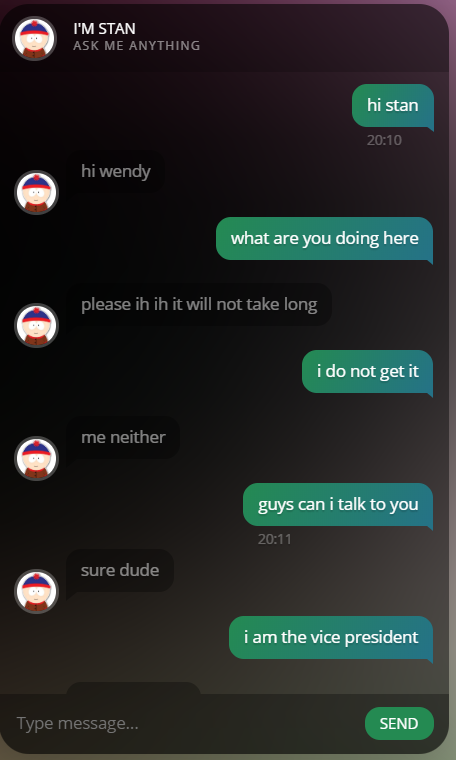 I'M STAN
ASK ME ANYTHING
hi stan
20:10
hi wendy
what are you doing here
please ih ih it will not take long
i do not get it
me neither
guys can i talk to you
20:11
sure dude
i am the vice president
Type message...
SEND